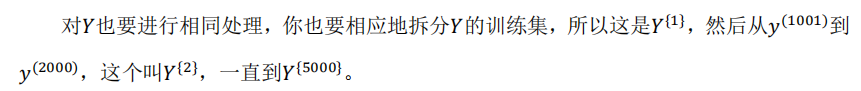 对𝑌也要进行相同处理，你也要相应地拆分𝑌的训练集，所以这是𝑌^{1}，然后从𝑦^(1001)到
𝑦^(2000)，这个叫𝑌^{2}，一直到𝑌^{5000}。